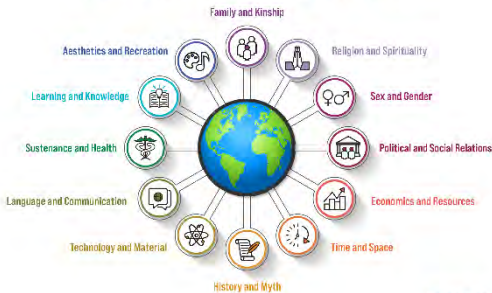 Family and Kinship
Aesthetics and Recreation
Religion and Spirituality
Learning and Knowledge
Sex and Gender
Sustenance and Health
Political and Social Relations
Language and Communication
Economics and Resources
Technology and Material
Time and Space
History and Myth